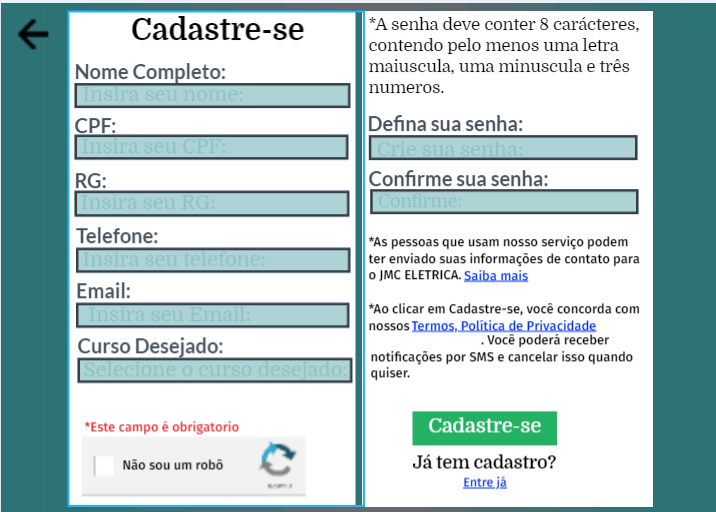 Cadastre-se
Nome Completo:
Insira seu nome:
CPF:
Insira seu CPF:
RG:
Insira seu RG:
Telefone:
Insira seu telefone:
Email:
Insira seu Email:
Curso Desejado:
Selecione o curso desejado:
*Este campo é obrigatorio
Não sou um robô
*A senha deve conter 8 carácteres,
contendo pelo menos uma letra
maiuscula, uma minuscula e três
numeros.
Defina sua senha:
Crie sua senha:
Confirme sua senha:
Confirme:
*As pessoas que usam nosso serviço podem
ter enviado suas informações de contato para
o JMC ELETRICA. Saiba mais
*Ao clicar em Cadastre-se, você concorda com
nossos Termos, Política de Privacidade
. Você poderá receber
notificações por SMS e cancelar isso quando
quiser.
Cadastre-se
Já tem cadastro?
Entre já